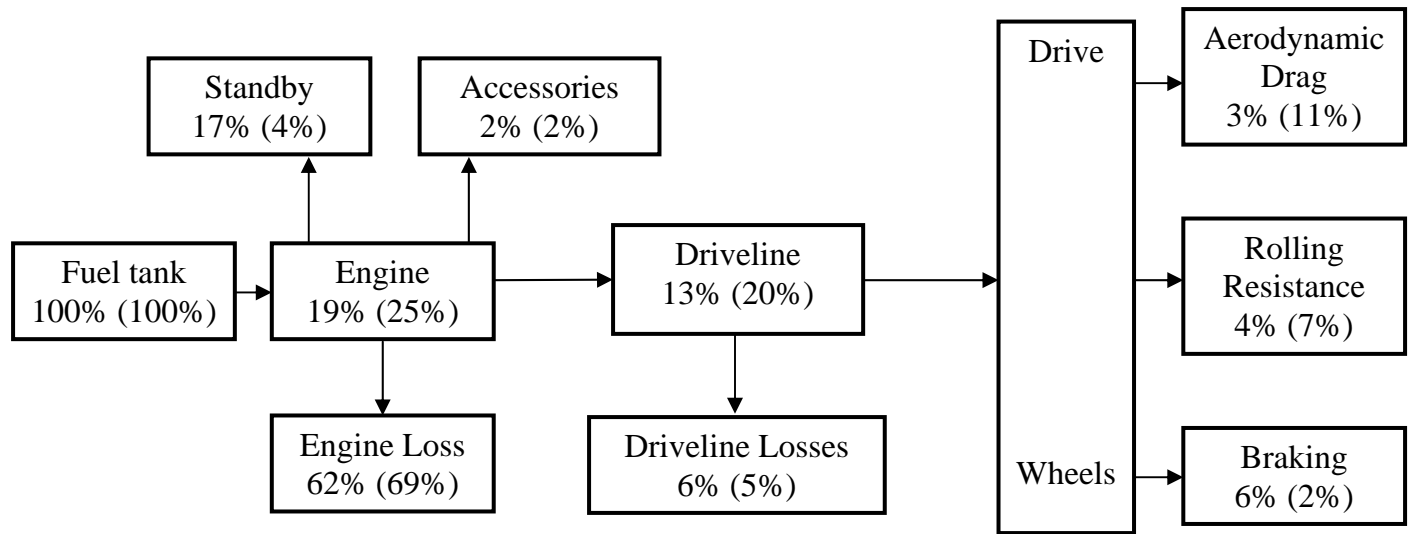 Standby
17% (4%)
Accessories
2% (2%)
Fuel tank
100% (100%)
Engine
19% (25%)
Engine Loss
62% (69%)
Driveline
13% (20%)
Driveline Losses
6% (5%)
Drive
Wheels
Aerodynamic
Drag
3% (11%)
Rolling
Resistance
4% (7%)
Braking
6% (2%)